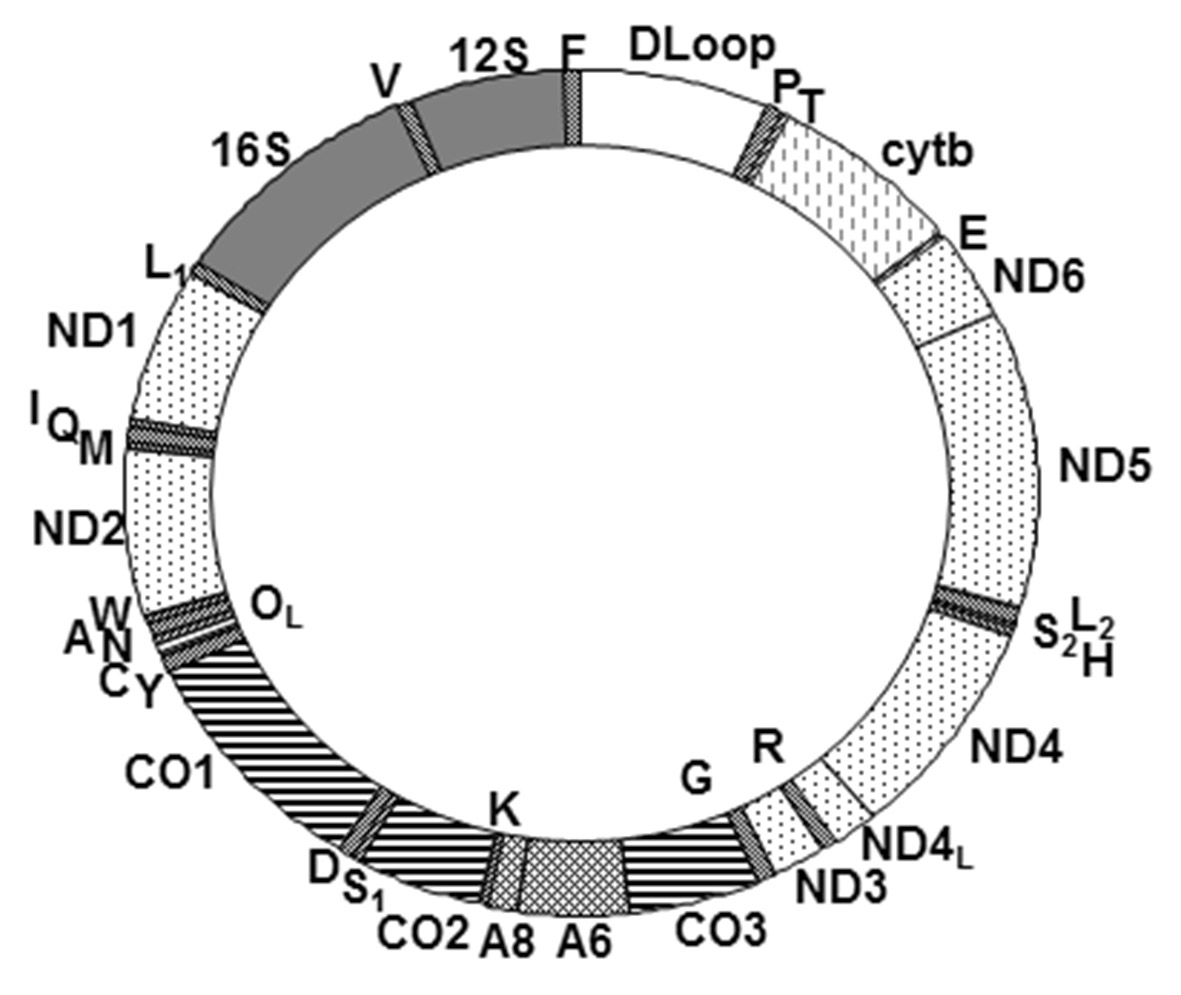 F
DLoop
P
T
cytb
E
ND6
ND5
L₂
S₂
H
ND4
ND4L
R
ND3
G
CO3
A6
A8
K
CO2
S₁
D
CO1
Y
C
OL
N
A
W
ND2
M
Q
I
ND1
L₁
16S
V
12S